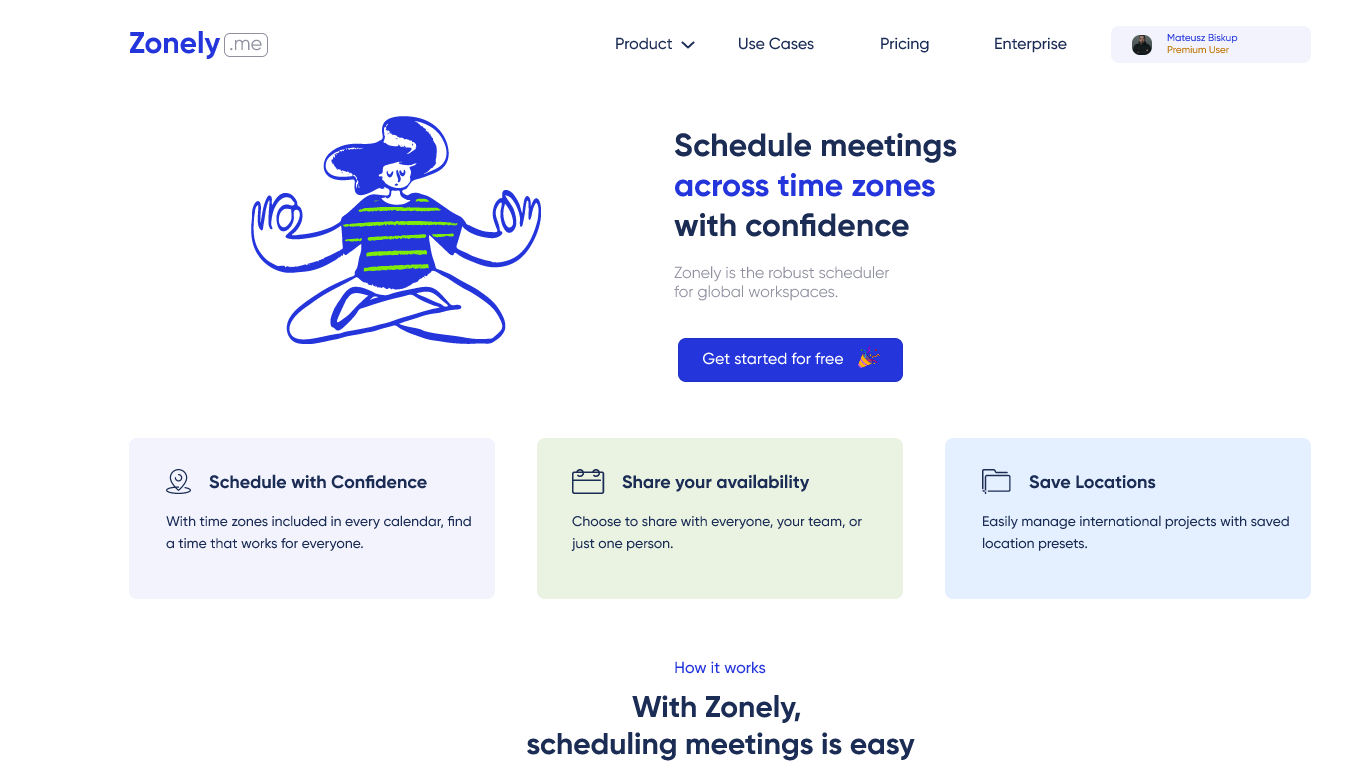 Zonely .me
Product
Use Cases
Pricing
Enterprise
Mateusz Biskup
Premium User
Schedule meetings
across time zones
with confidence
Zonely is the robust scheduler
for global workspaces.
Get started for free
Schedule with Confidence
With time zones included in every calendar, find
a time that works for everyone.
Share your availability
Choose to share with everyone, your team, or
just one person.
Save Locations
Easily manage international projects with saved
location presets.
How it works
With Zonely,
scheduling meetings is easy